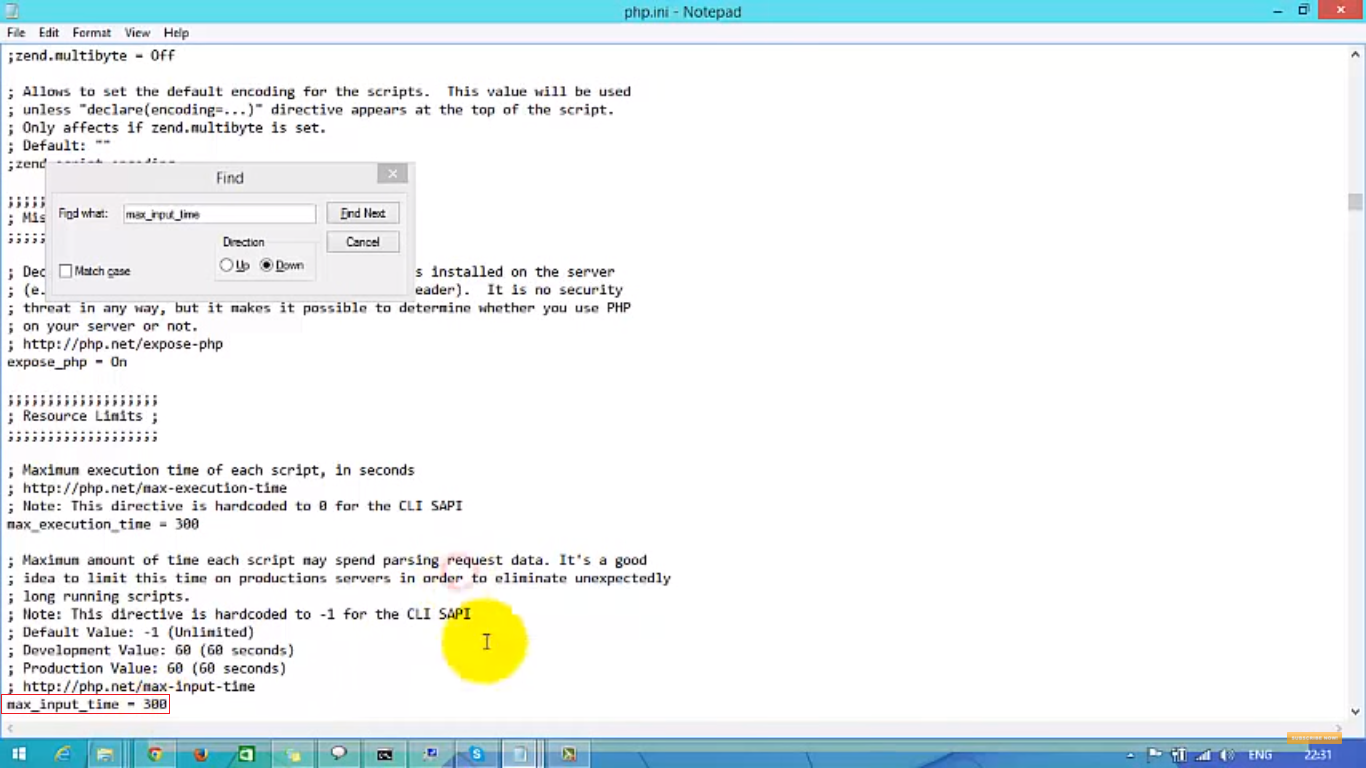 php.ini - Notepad
File Edit Format View Help
;zend.multibyte = Off
; Allows to set the default encoding for the scripts. This value will be used
; unless "declare(encoding=...)" directive appears at the top of the script.
; Only affects if zend.multibyte is set.
; Default: ""
;zend.script_encoding
Find
;;;;;
Find what: max_input_time Find Next
; Mis
Direction Cancel
;;;;;
Match case Up Down
; Dec s installed on the server
; (e. eader). It is no security
; threat in any way, but it makes it possible to determine whether you use PHP
; on your server or not.
; http://php.net/expose-php
expose_php = On
;;;;;;;;;;;;;;;;;;;
; Resource Limits ;
;;;;;;;;;;;;;;;;;;;
; Maximum execution time of each script, in seconds
; http://php.net/max-execution-time
; Note: This directive is hardcoded to 0 for the CLI SAPI
max_execution_time = 300
; Maximum amount of time each script may spend parsing request data. It's a good
; idea to limit this time on productions servers in order to eliminate unexpectedly
; long running scripts.
; Note: This directive is hardcoded to -1 for the CLI SAPI
; Default Value: -1 (Unlimited)
; Development Value: 60 (60 seconds)
; Production Value: 60 (60 seconds)
; http://php.net/max-input-time
max_input_time = 300
SUBSCRIBE NOW!
ENG 22:31